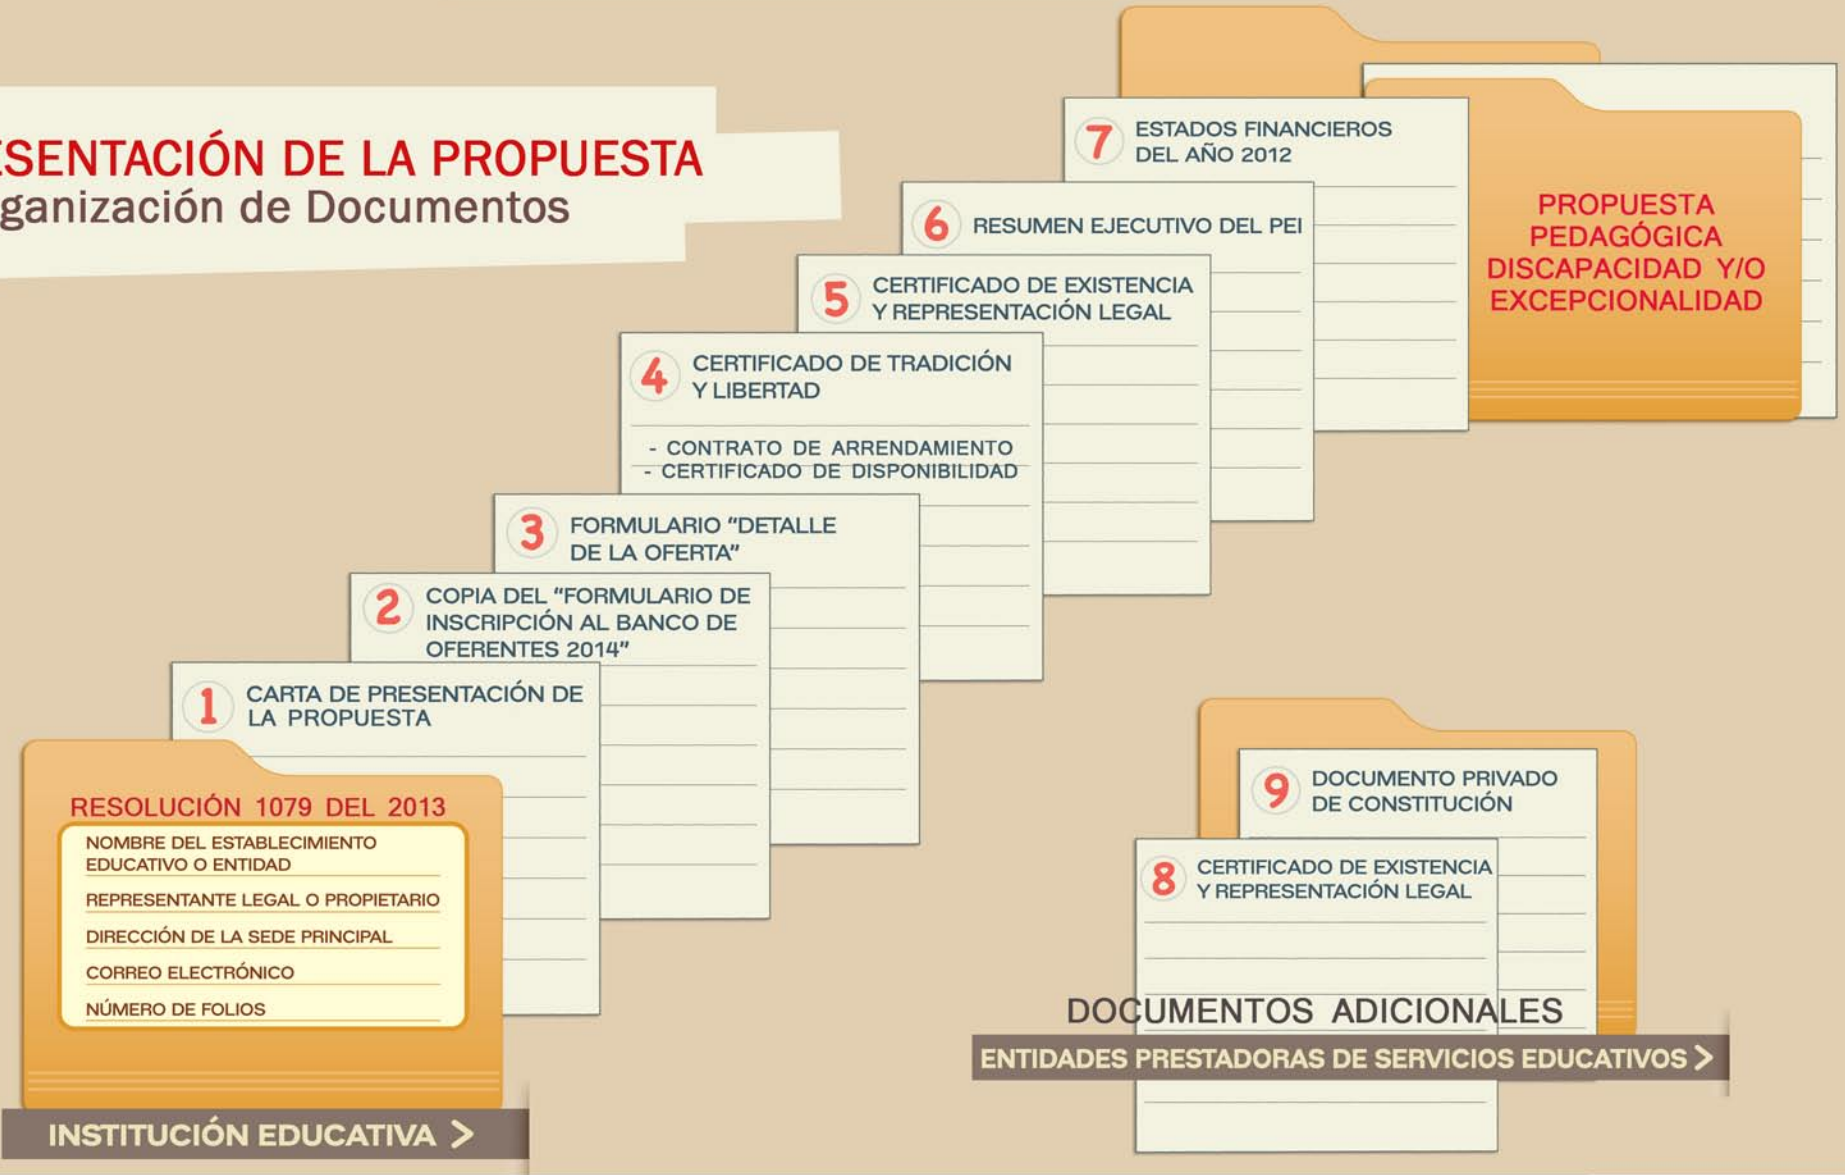 ESENTACIÓN DE LA PROPUESTA
ganización de Documentos
7 ESTADOS FINANCIEROS
DEL AÑO 2012
PROPUESTA
PEDAGÓGICA
DISCAPACIDAD Y/O
EXCEPCIONALIDAD
6 RESUMEN EJECUTIVO DEL PEI
5 CERTIFICADO DE EXISTENCIA
Y REPRESENTACIÓN LEGAL
4 CERTIFICADO DE TRADICIÓN
Y LIBERTAD
- CONTRATO DE ARRENDAMIENTO
- CERTIFICADO DE DISPONIBILIDAD
3 FORMULARIO "DETALLE
DE LA OFERTA"
2 COPIA DEL "FORMULARIO DE
INSCRIPCIÓN AL BANCO DE
OFERENTES 2014"
1 CARTA DE PRESENTACIÓN DE
LA PROPUESTA
RESOLUCIÓN 1079 DEL 2013
NOMBRE DEL ESTABLECIMIENTO
EDUCATIVO O ENTIDAD
REPRESENTANTE LEGAL O PROPIETARIO
DIRECCIÓN DE LA SEDE PRINCIPAL
CORREO ELECTRÓNICO
NÚMERO DE FOLIOS
INSTITUCIÓN EDUCATIVA >
9 DOCUMENTO PRIVADO
DE CONSTITUCIÓN
8 CERTIFICADO DE EXISTENCIA
Y REPRESENTACIÓN LEGAL
DOCUMENTOS ADICIONALES
ENTIDADES PRESTADORAS DE SERVICIOS EDUCATIVOS >